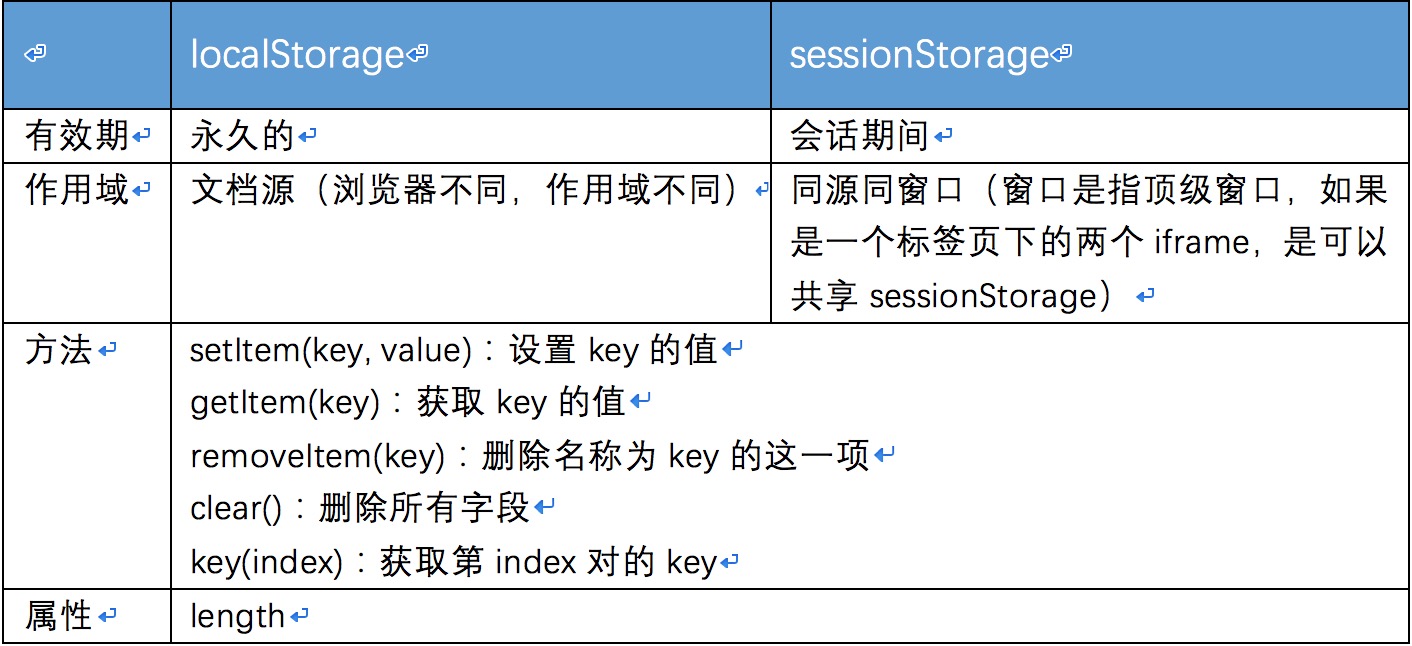 localStorage
sessionStorage
有效期
永久的
会话期间
作用域
文档源（浏览器不同，作用域不同）
同源同窗口（窗口是指顶级窗口，如果
是一个标签页下的两个 iframe，是可以
共享 sessionStorage）
方法
setItem(key, value)：设置 key 的值
getItem(key)：获取 key 的值
removeItem(key)：删除名称为 key 的这一项
clear()：删除所有字段
key(index)：获取第 index 对的 key
属性
length